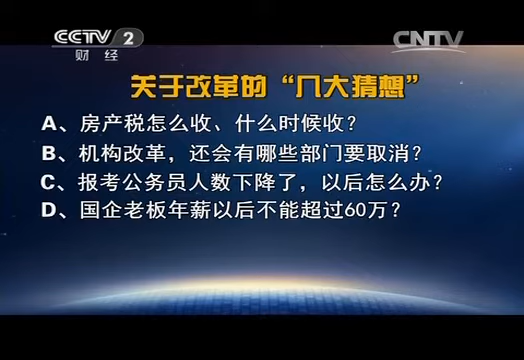 CCTV 2
财经
CNTV
关于改革的“八大猜想”
A、房产税怎么收、什么时候收？
B、机构改革，还会有哪些部门要取消？
C、报考公务员人数下降了，以后怎么办？
D、国企老板年薪以后不能超过60万？